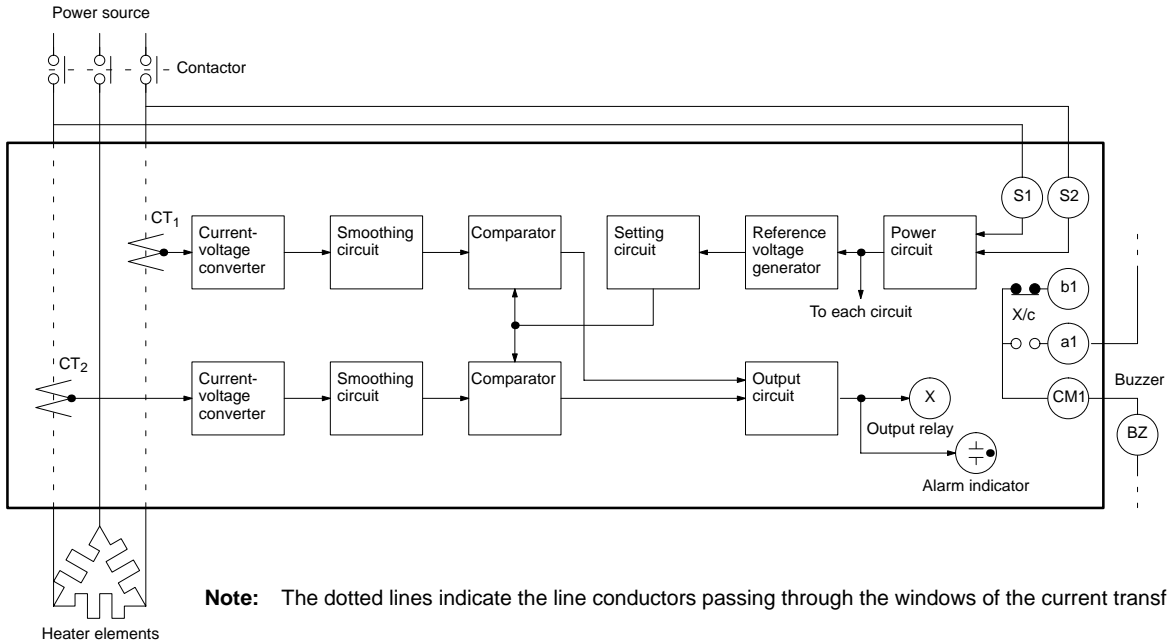 Power source
Contactor
S1
S2
CT1
Current-
voltage
converter
Smoothing
circuit
Comparator
Setting
circuit
Reference
voltage
generator
Power
circuit
To each circuit
b1
X/c
a1
CT2
Current-
voltage
converter
Smoothing
circuit
Comparator
Output
circuit
X
Output relay
Alarm indicator
CM1
Buzzer
BZ
Note: The dotted lines indicate the line conductors passing through the windows of the current transf
Heater elements